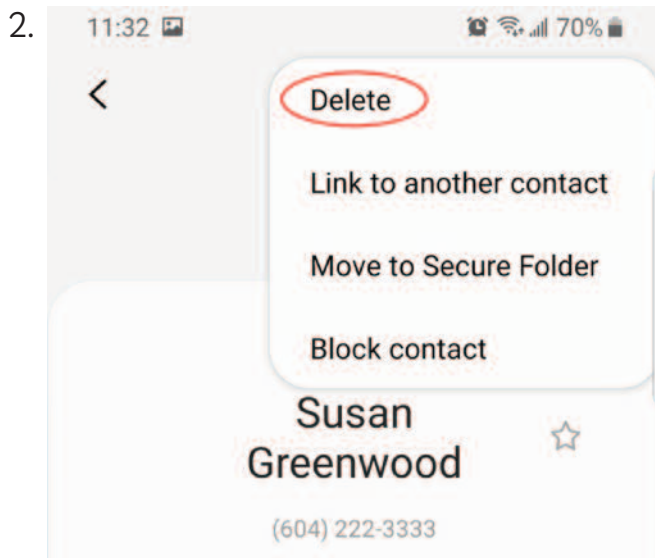 2.
11:32 70%
Delete
Link to another contact
Move to Secure Folder
Block contact
Susan
Greenwood
(604) 222-3333